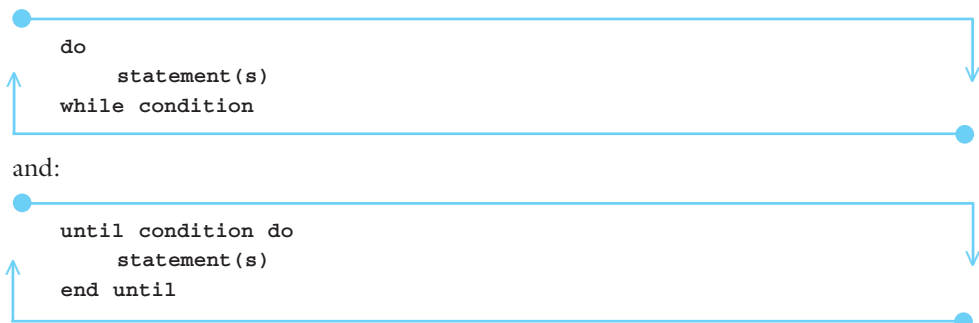 do
statement(s)
while condition
and:
until condition do
statement(s)
end until